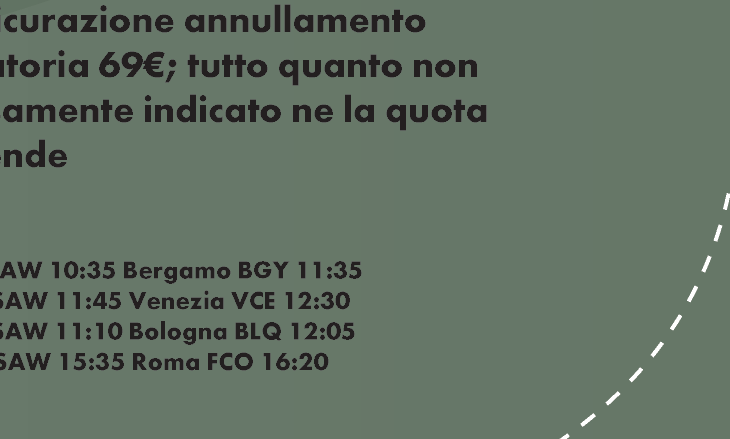 icurazione annullamento
atoria 69€; tutto quanto non
amente indicato ne la quota
ende
AW 10:35 Bergamo BGY 11:35
SAW 11:45 Venezia VCE 12:30
SAW 11:10 Bologna BLQ 12:05
SAW 15:35 Roma FCO 16:20